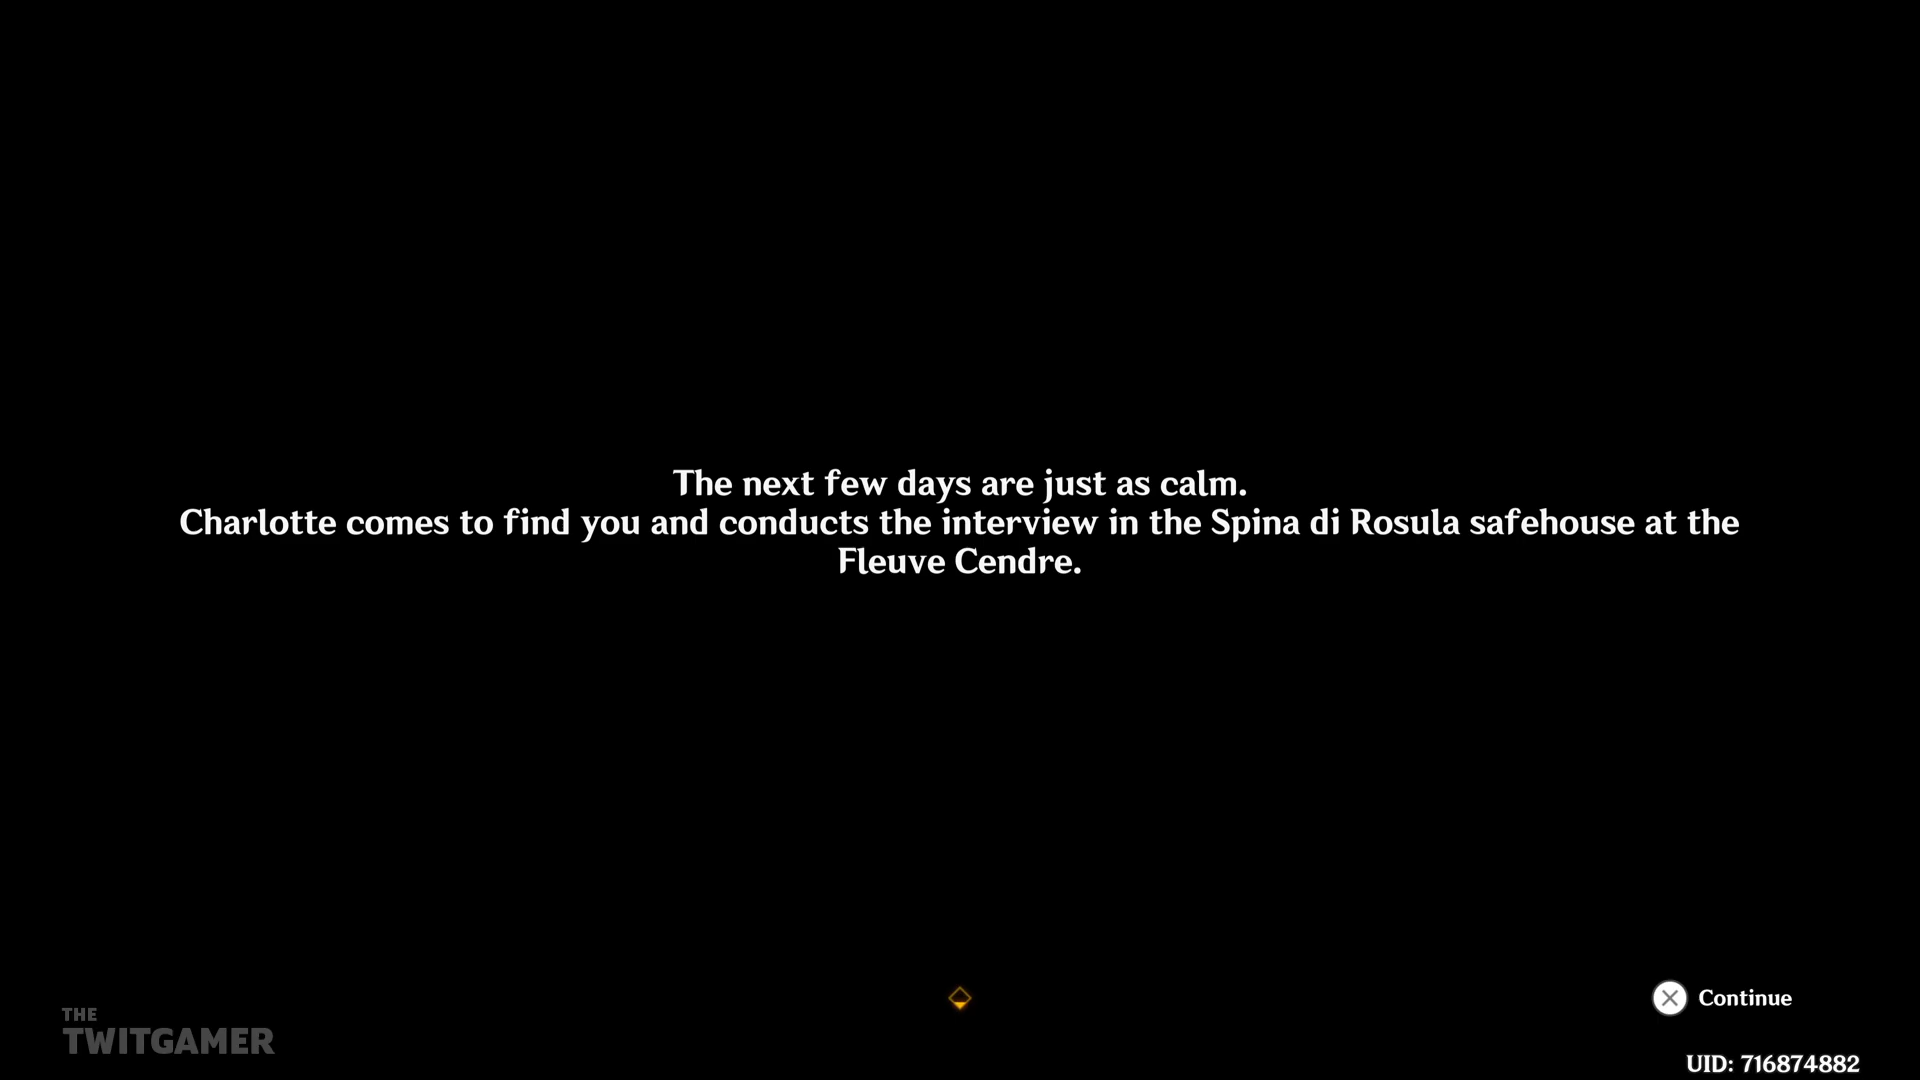 The next few days are just as calm.
Charlotte comes to find you and conducts the interview in the Spina di Rosula safehouse at the
Fleuve Cendre.
Continue
THE
TWITGAMER
UID: 716874882